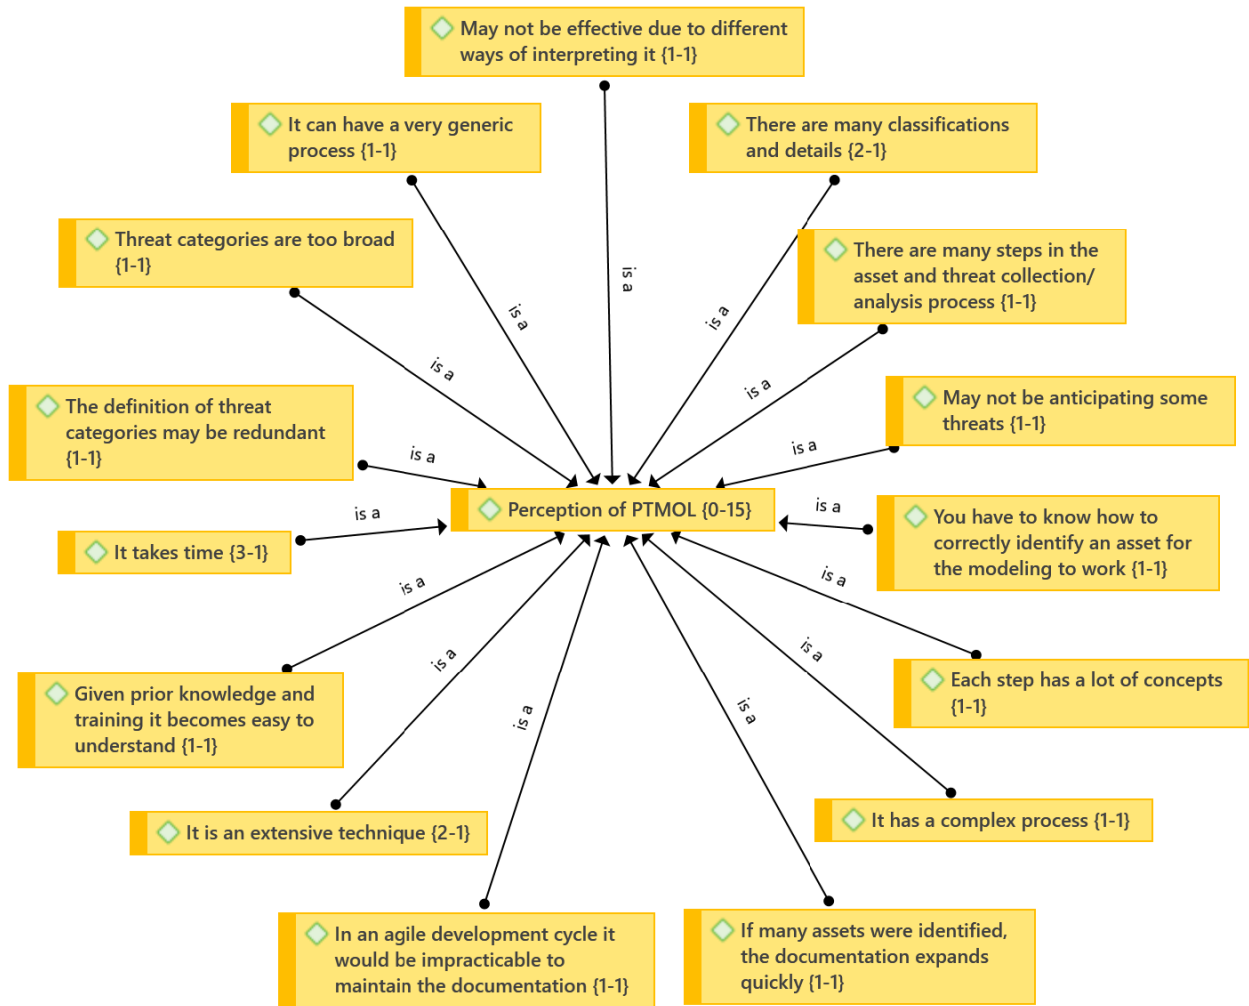 May not be effective due to different
ways of interpreting it {1-1}
It can have a very generic
process {1-1}
There are many classifications
and details {2-1}
Threat categories are too broad
{1-1}
There are many steps in the
asset and threat collection/
analysis process {1-1}
is a
is a
is a
is a
is a
The definition of threat
categories may be redundant
{1-1}
May not be anticipating some
threats {1-1}
is a
is a
Perception of PTMOL {0-15}
is a
is a
It takes time {3-1}
You have to know how to
correctly identify an asset for
the modeling to work {1-1}
is a
is a
is a
is a
is a
is a
Given prior knowledge and
training it becomes easy to
understand {1-1}
Each step has a lot of concepts
{1-1}
It is an extensive technique {2-1}
It has a complex process {1-1}
In an agile development cycle it
would be impracticable to
maintain the documentation {1-1}
If many assets were identified,
the documentation expands
quickly {1-1}